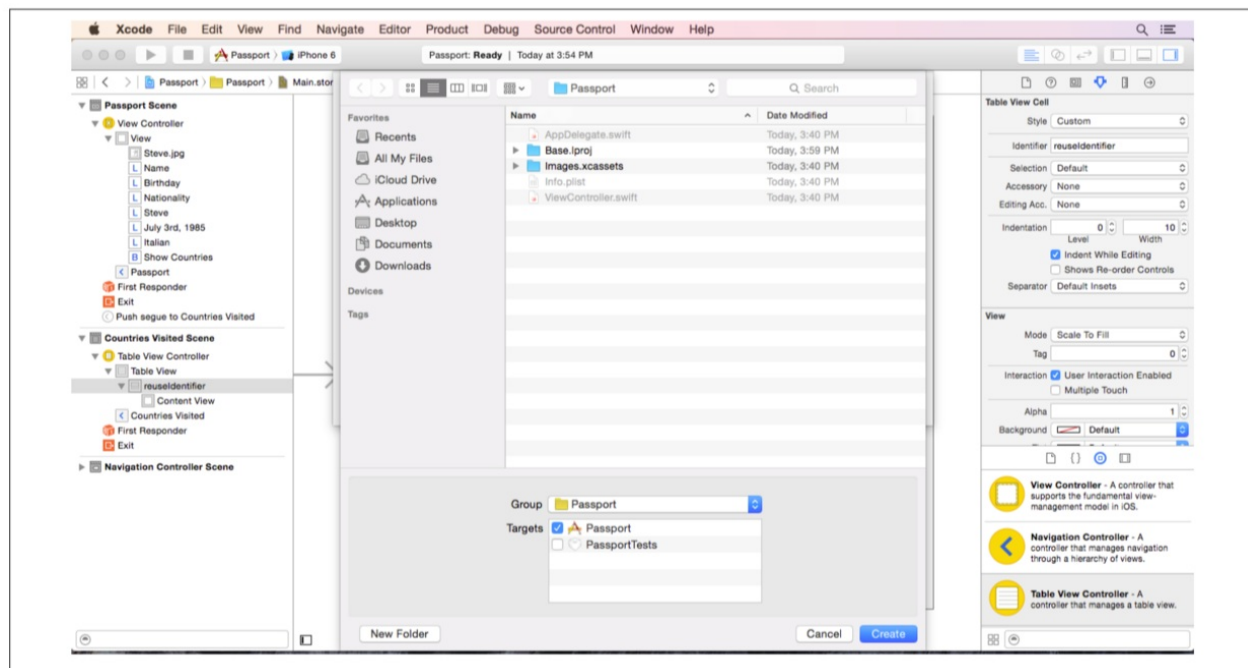 Xcode File Edit View Find Navigate Editor Product Debug Source Control Window Help
Passport iPhone 6 Passport: Ready | Today at 3:54 PM
Passport Passport Main.stor
Passport Scene
View Controller
View
Steve.jpg
L Name
L Birthday
L Nationality
L Steve
L July 3rd, 1985
L Italian
B Show Countries
Passport
First Responder
Exit
Push segue to Countries Visited
Countries Visited Scene
Table View Controller
Table View
reuseIdentifier
Content View
Countries Visited
First Responder
Exit
Navigation Controller Scene
Passport Search
Favorites
Recents
All My Files
iCloud Drive
Applications
Desktop
Documents
Downloads
Devices
Tags
Name Date Modified
AppDelegate.swift Today, 3:40 PM
Base.lproj Today, 3:59 PM
Images.xcassets Today, 3:40 PM
Info.plist Today, 3:40 PM
ViewController.swift Today, 3:40 PM
Group Passport
Targets Passport
PassportTests
New Folder Cancel Create
Table View Cell
Style Custom
Identifier reuseIdentifier
Selection Default
Accessory None
Editing Acc. None
Indentation 0 10
Level Width
Indent While Editing
Shows Re-order Controls
Separator Default Insets
View
Mode Scale To Fill
Tag 0
Interaction User Interaction Enabled
Multiple Touch
Alpha 1
Background Default
View Controller - A controller that
supports the fundamental view-
management model in iOS.
Navigation Controller - A
controller that manages navigation
through a hierarchy of views.
Table View Controller - A
controller that manages a table view.